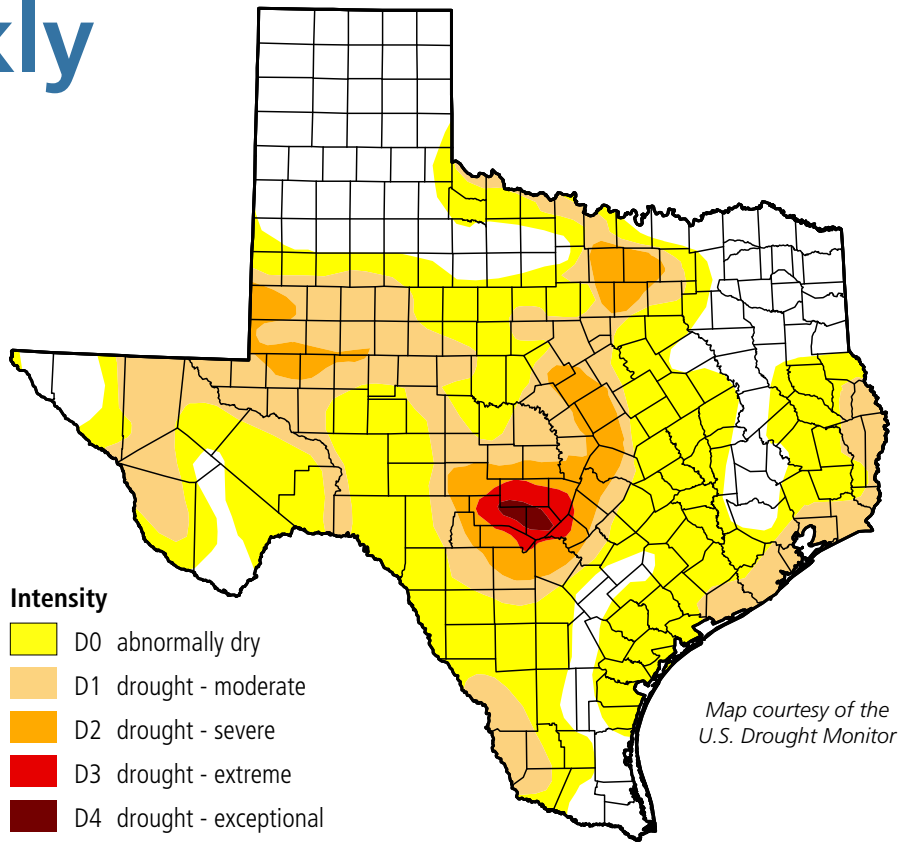 kly
Intensity
D0 abnormally dry
D1 drought - moderate
D2 drought - severe
D3 drought - extreme
D4 drought - exceptional
Map courtesy of the
U.S. Drought Monitor